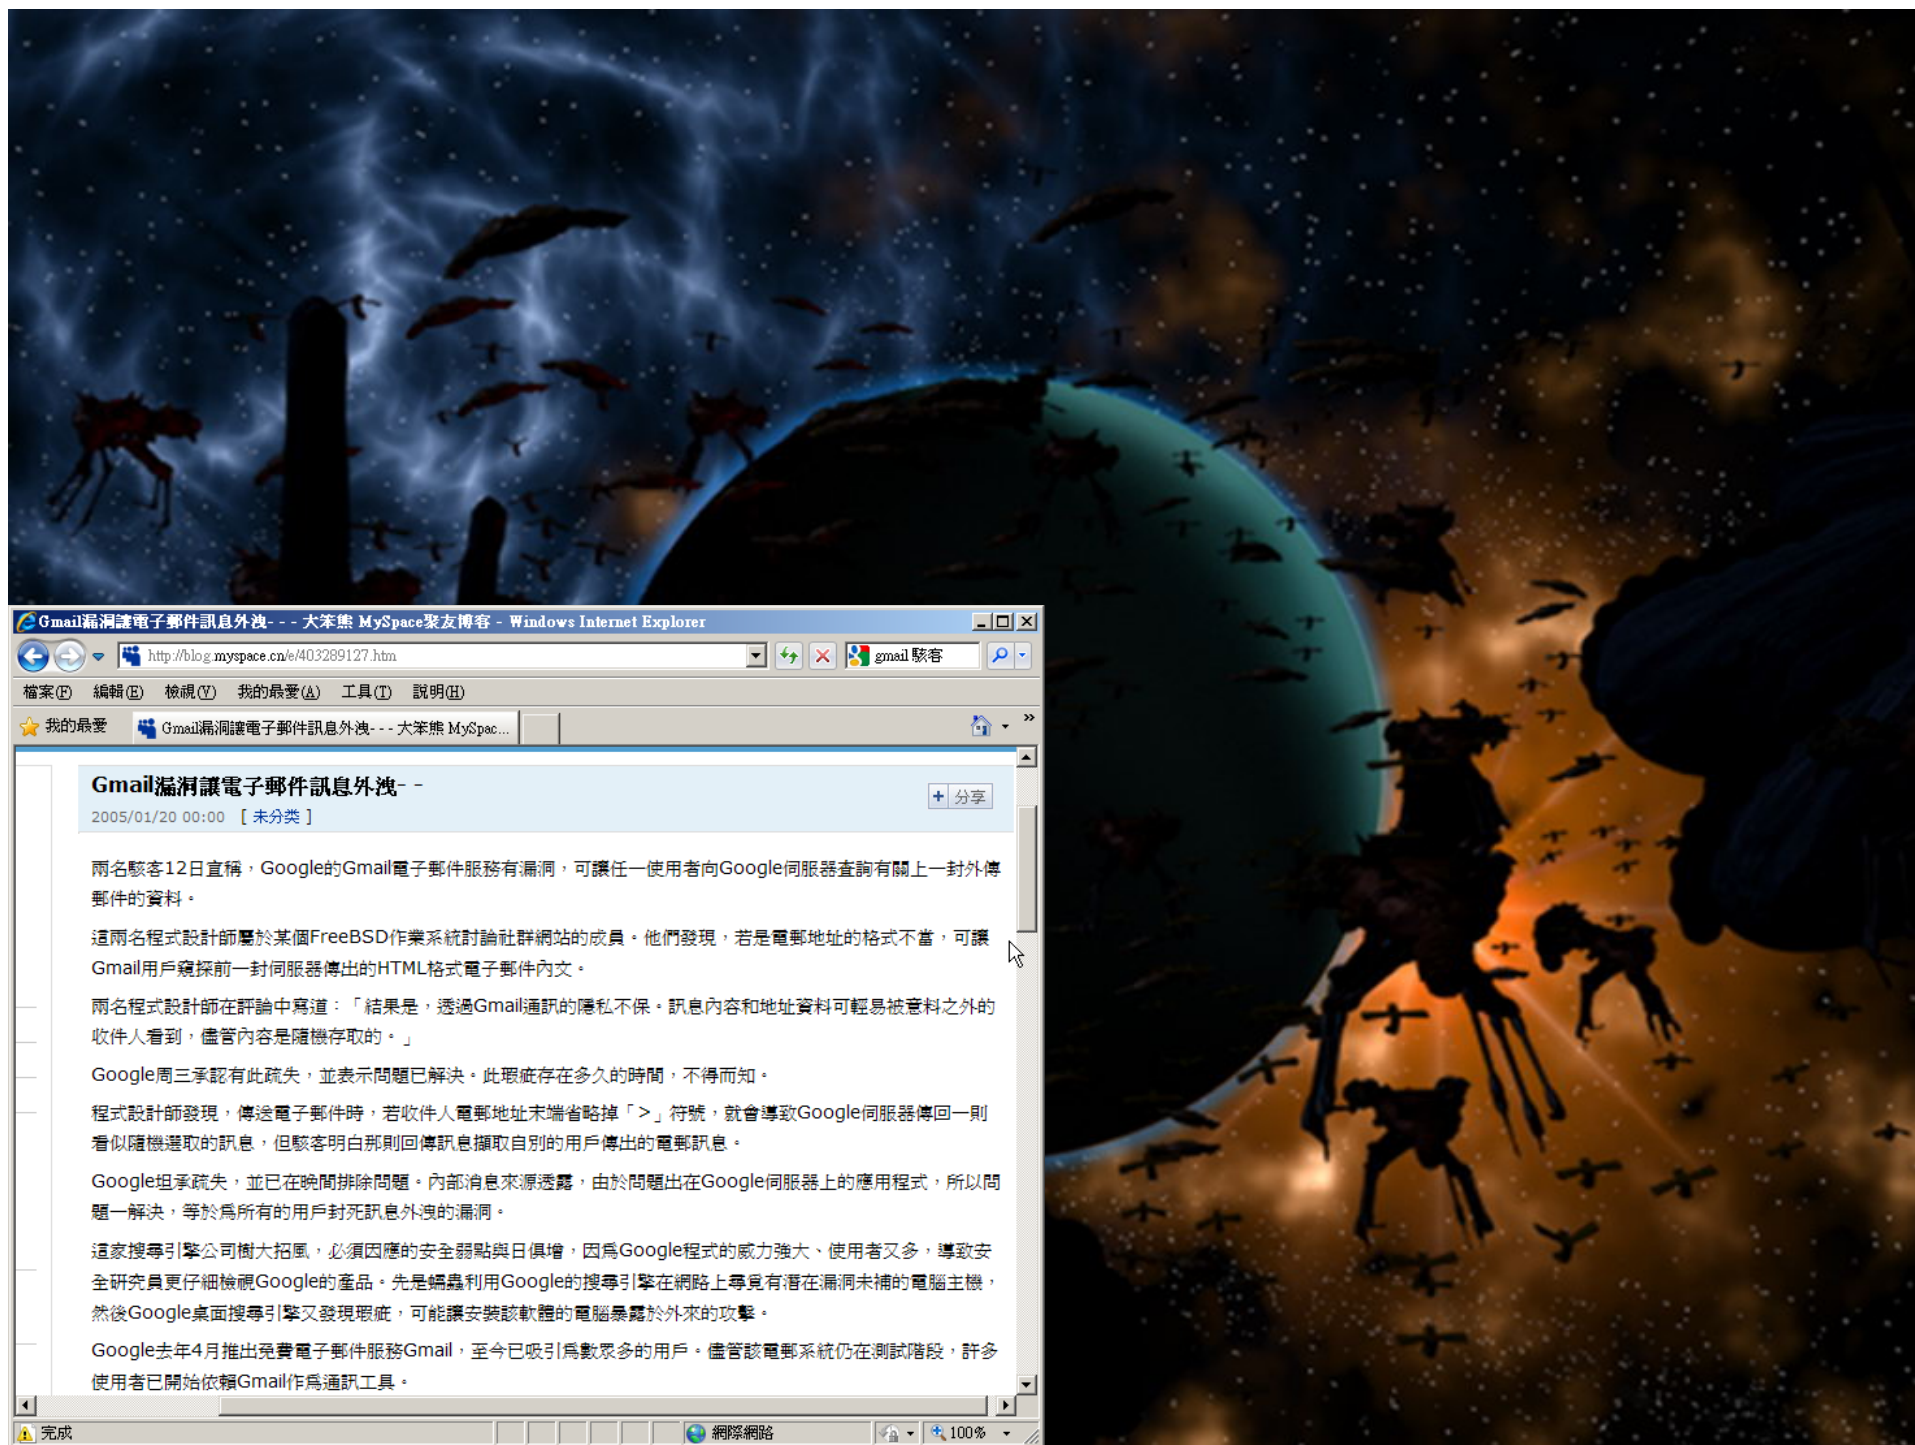 Gmail漏洞讓電子郵件訊息外洩- - - 大笨熊 MySpace聚友博客 - Windows Internet Explorer
http://blog.myspace.cn/e/403289127.htm
gmail 駭客
檔案(F) 編輯(E) 檢視(V) 我的最愛(A) 工具(T) 說明(H)
我的最愛
Gmail漏洞讓電子郵件訊息外洩- - - 大笨熊 MySpac...
Gmail漏洞讓電子郵件訊息外洩- -
+ 分享
2005/01/20 00:00 [ 未分类 ]
兩名駭客12日宣稱，Google的Gmail電子郵件服務有漏洞，可讓任一使用者向Google伺服器查詢有關上一封外傳
郵件的資料。
這兩名程式設計師屬於某個FreeBSD作業系統討論社群網站的成員。他們發現，若是電郵地址的格式不當，可讓
Gmail用戶窺探前一封伺服器傳出的HTML格式電子郵件內文。
兩名程式設計師在評論中寫道：「結果是，透過Gmail通訊的隱私不保。訊息內容和地址資料可輕易被意料之外的
收件人看到，儘管內容是隨機存取的。」
Google周三承認有此疏失，並表示問題已解決。此瑕疵存在多久的時間，不得而知。
程式設計師發現，傳送電子郵件時，若收件人電郵地址末端省略掉「>」符號，就會導致Google伺服器傳回一則
看似隨機選取的訊息，但駭客明白那則回傳訊息擷取自別的用戶傳出的電郵訊息。
Google坦承疏失，並已在晚間排除問題。內部消息來源透露，由於問題出在Google伺服器上的應用程式，所以問
題一解決，等於為所有的用戶封死訊息外洩的漏洞。
這家搜尋引擎公司樹大招風，必須因應的安全弱點與日俱增，因為Google程式的威力強大、使用者又多，導致安
全研究員更仔細檢視Google的產品。先是蠕蟲利用Google的搜尋引擎在網路上尋覓有潛在漏洞未補的電腦主機，
然後Google桌面搜尋引擎又發現瑕疵，可能讓安裝該軟體的電腦暴露於外來的攻擊。
Google去年4月推出免費電子郵件服務Gmail，至今已吸引為數眾多的用戶。儘管該電郵系統仍在測試階段，許多
使用者已開始依賴Gmail作為通訊工具。
完成
網際網路
100%